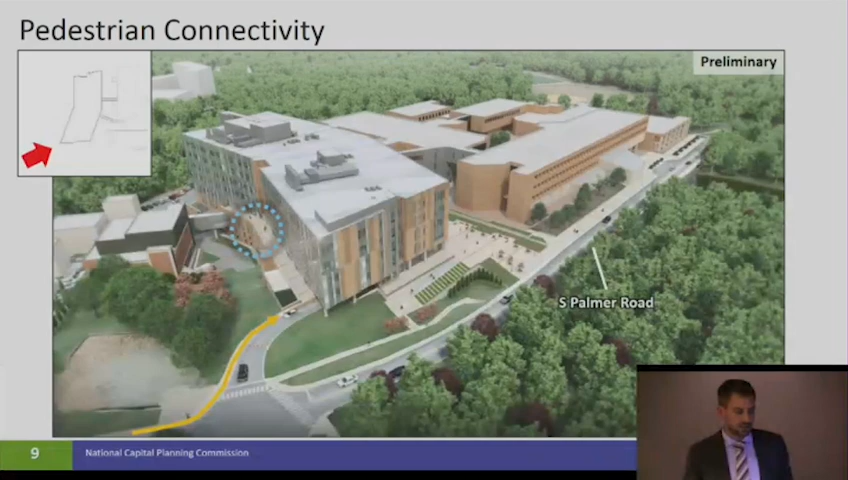 Pedestrian Connectivity
Preliminary
S Palmer Road
9
National Capital Planning Commission